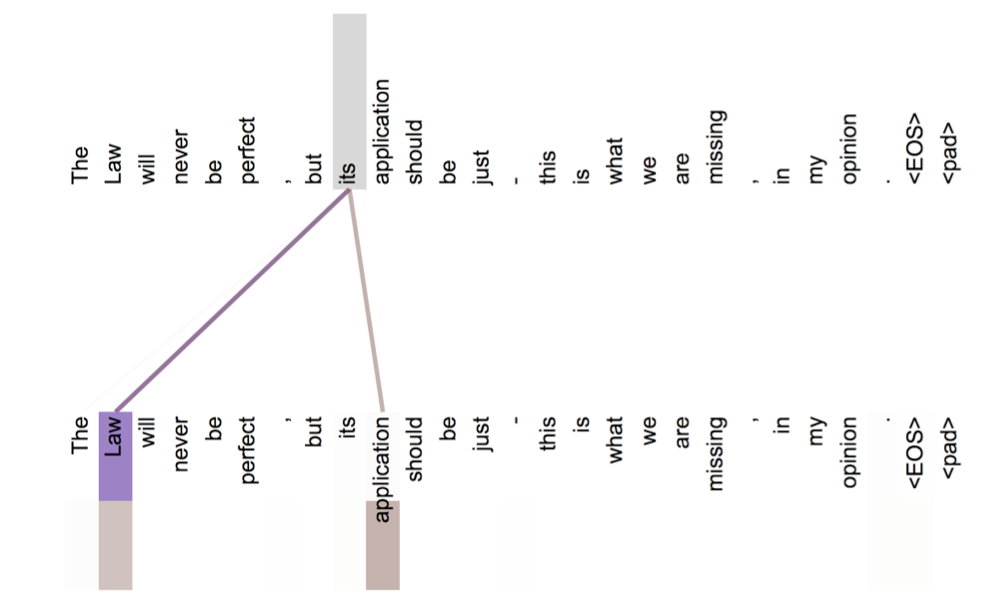 The Law will never be perfect , but its application should be just - this is what we are missing , in my opinion . <EOS> <pad>
The Law will never be perfect , but its application should be just - this is what we are missing , in my opinion . <EOS> <pad>